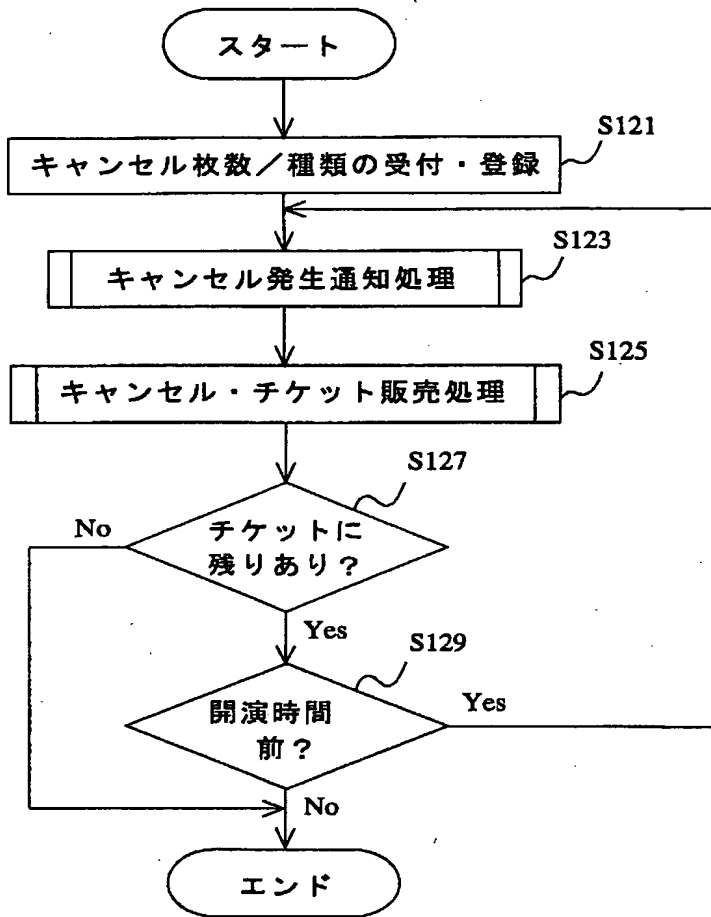 スタート
S121
キャンセル枚数／種類の受付・登録
S123
キャンセル発生通知処理
S125
キャンセル・チケット販売処理
S127
No
チケットに
残りあり？
Yes
S129
開演時間
前？
Yes
No
エンド